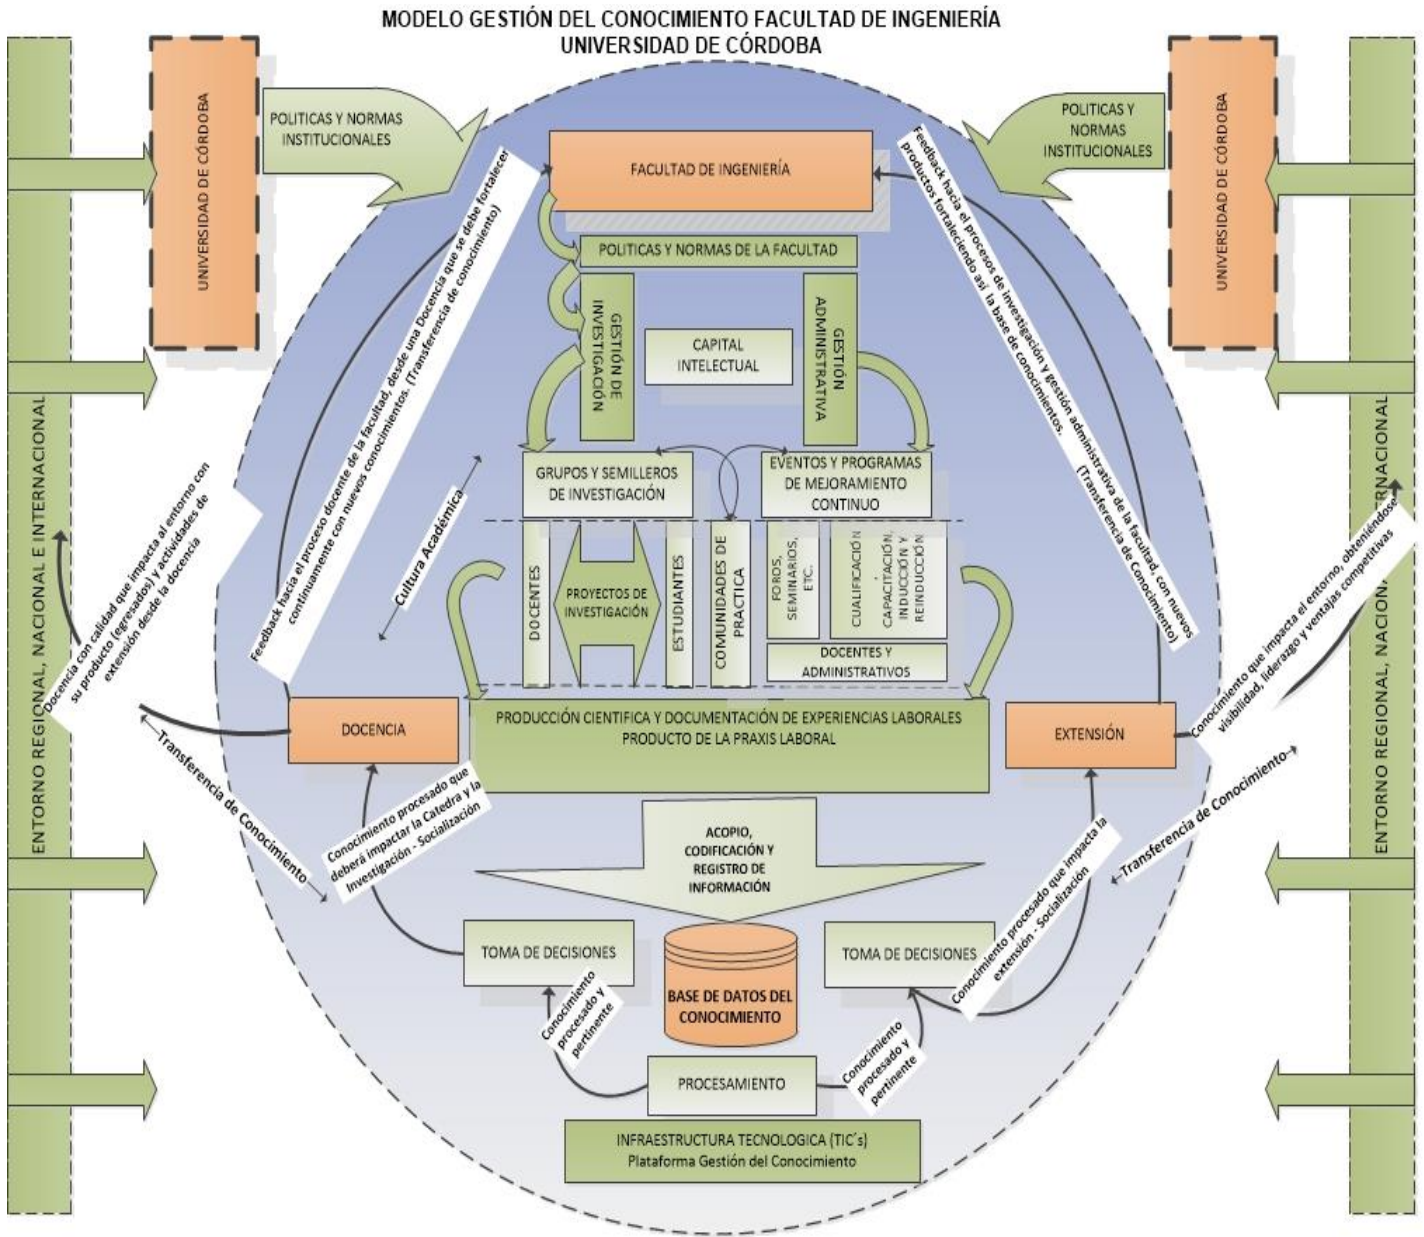 MODELO GESTIÓN DEL CONOCIMIENTO FACULTAD DE INGENIERÍA
UNIVERSIDAD DE CÓRDOBA
ENTORNO REGIONAL, NACIONAL E INTERNACIONAL
UNIVERSIDAD DE CÓRDOBA
POLITICAS Y NORMAS
INSTITUCIONALES
FACULTAD DE INGENIERÍA
POLITICAS Y
NORMAS
INSTITUCIONALES
UNIVERSIDAD DE CÓRDOBA
ENTORNO REGIONAL, NACIONAL
ERNACIONAL
Feedback hacia el proceso docente de la facultad, desde una Docencia que se debe fortalecer
continuamente con nuevos conocimientos. (Transferencia de conocimiento)
Feedback hacia el procesos de investigación y gestión administrativa de la facultad, con nuevos
productos fortaleciendo así la base de conocimientos.
(Transferencia de Conocimiento)
POLITICAS Y NORMAS DE LA FACULTAD
GESTIÓN DE
INVESTIGACIÓN
CAPITAL
INTELECTUAL
GESTIÓN
ADMINISTRATIVA
GRUPOS Y SEMILLEROS
DE INVESTIGACIÓN
EVENTOS Y PROGRAMAS
DE MEJORAMIENTO
CONTINUO
Cultura Académica
DOCENTES
PROYECTOS DE
INVESTIGACIÓN
ESTUDIANTES
COMUNIDADES DE
PRACTICA
FOROS,
SEMINARIOS,
ETC.
CUALIFICACIÓN
,
CAPACITACIÓN,
INDUCCIÓN Y
REINDUCCIÓN
DOCENTES Y
ADMINISTRATIVOS
Docencia con calidad que impacta al entorno con
su producto (egresados) y actividades de
extensión desde la docencia
Conocimiento que impacta el entorno, obteniéndose
visibilidad, liderazgo y ventajas competitivas
DOCENCIA
PRODUCCIÓN CIENTIFICA Y DOCUMENTACIÓN DE EXPERIENCIAS LABORALES
PRODUCTO DE LA PRAXIS LABORAL
EXTENSIÓN
Transferencia de Conocimiento
Transferencia de Conocimiento
Conocimiento procesado que
deberá impactar la Catedra y la
Investigación - Socialización
ACOPIO,
CODIFICACIÓN Y
REGISTRO DE
INFORMACIÓN
Conocimiento procesado que impacta la
extensión - Socialización
TOMA DE DECISIONES
BASE DE DATOS DEL
CONOCIMIENTO
TOMA DE DECISIONES
Conocimiento
procesado y
pertinente
Conocimiento
procesado y
pertinente
PROCESAMIENTO
INFRAESTRUCTURA TECNOLOGICA (TIC´s)
Plataforma Gestión del Conocimiento